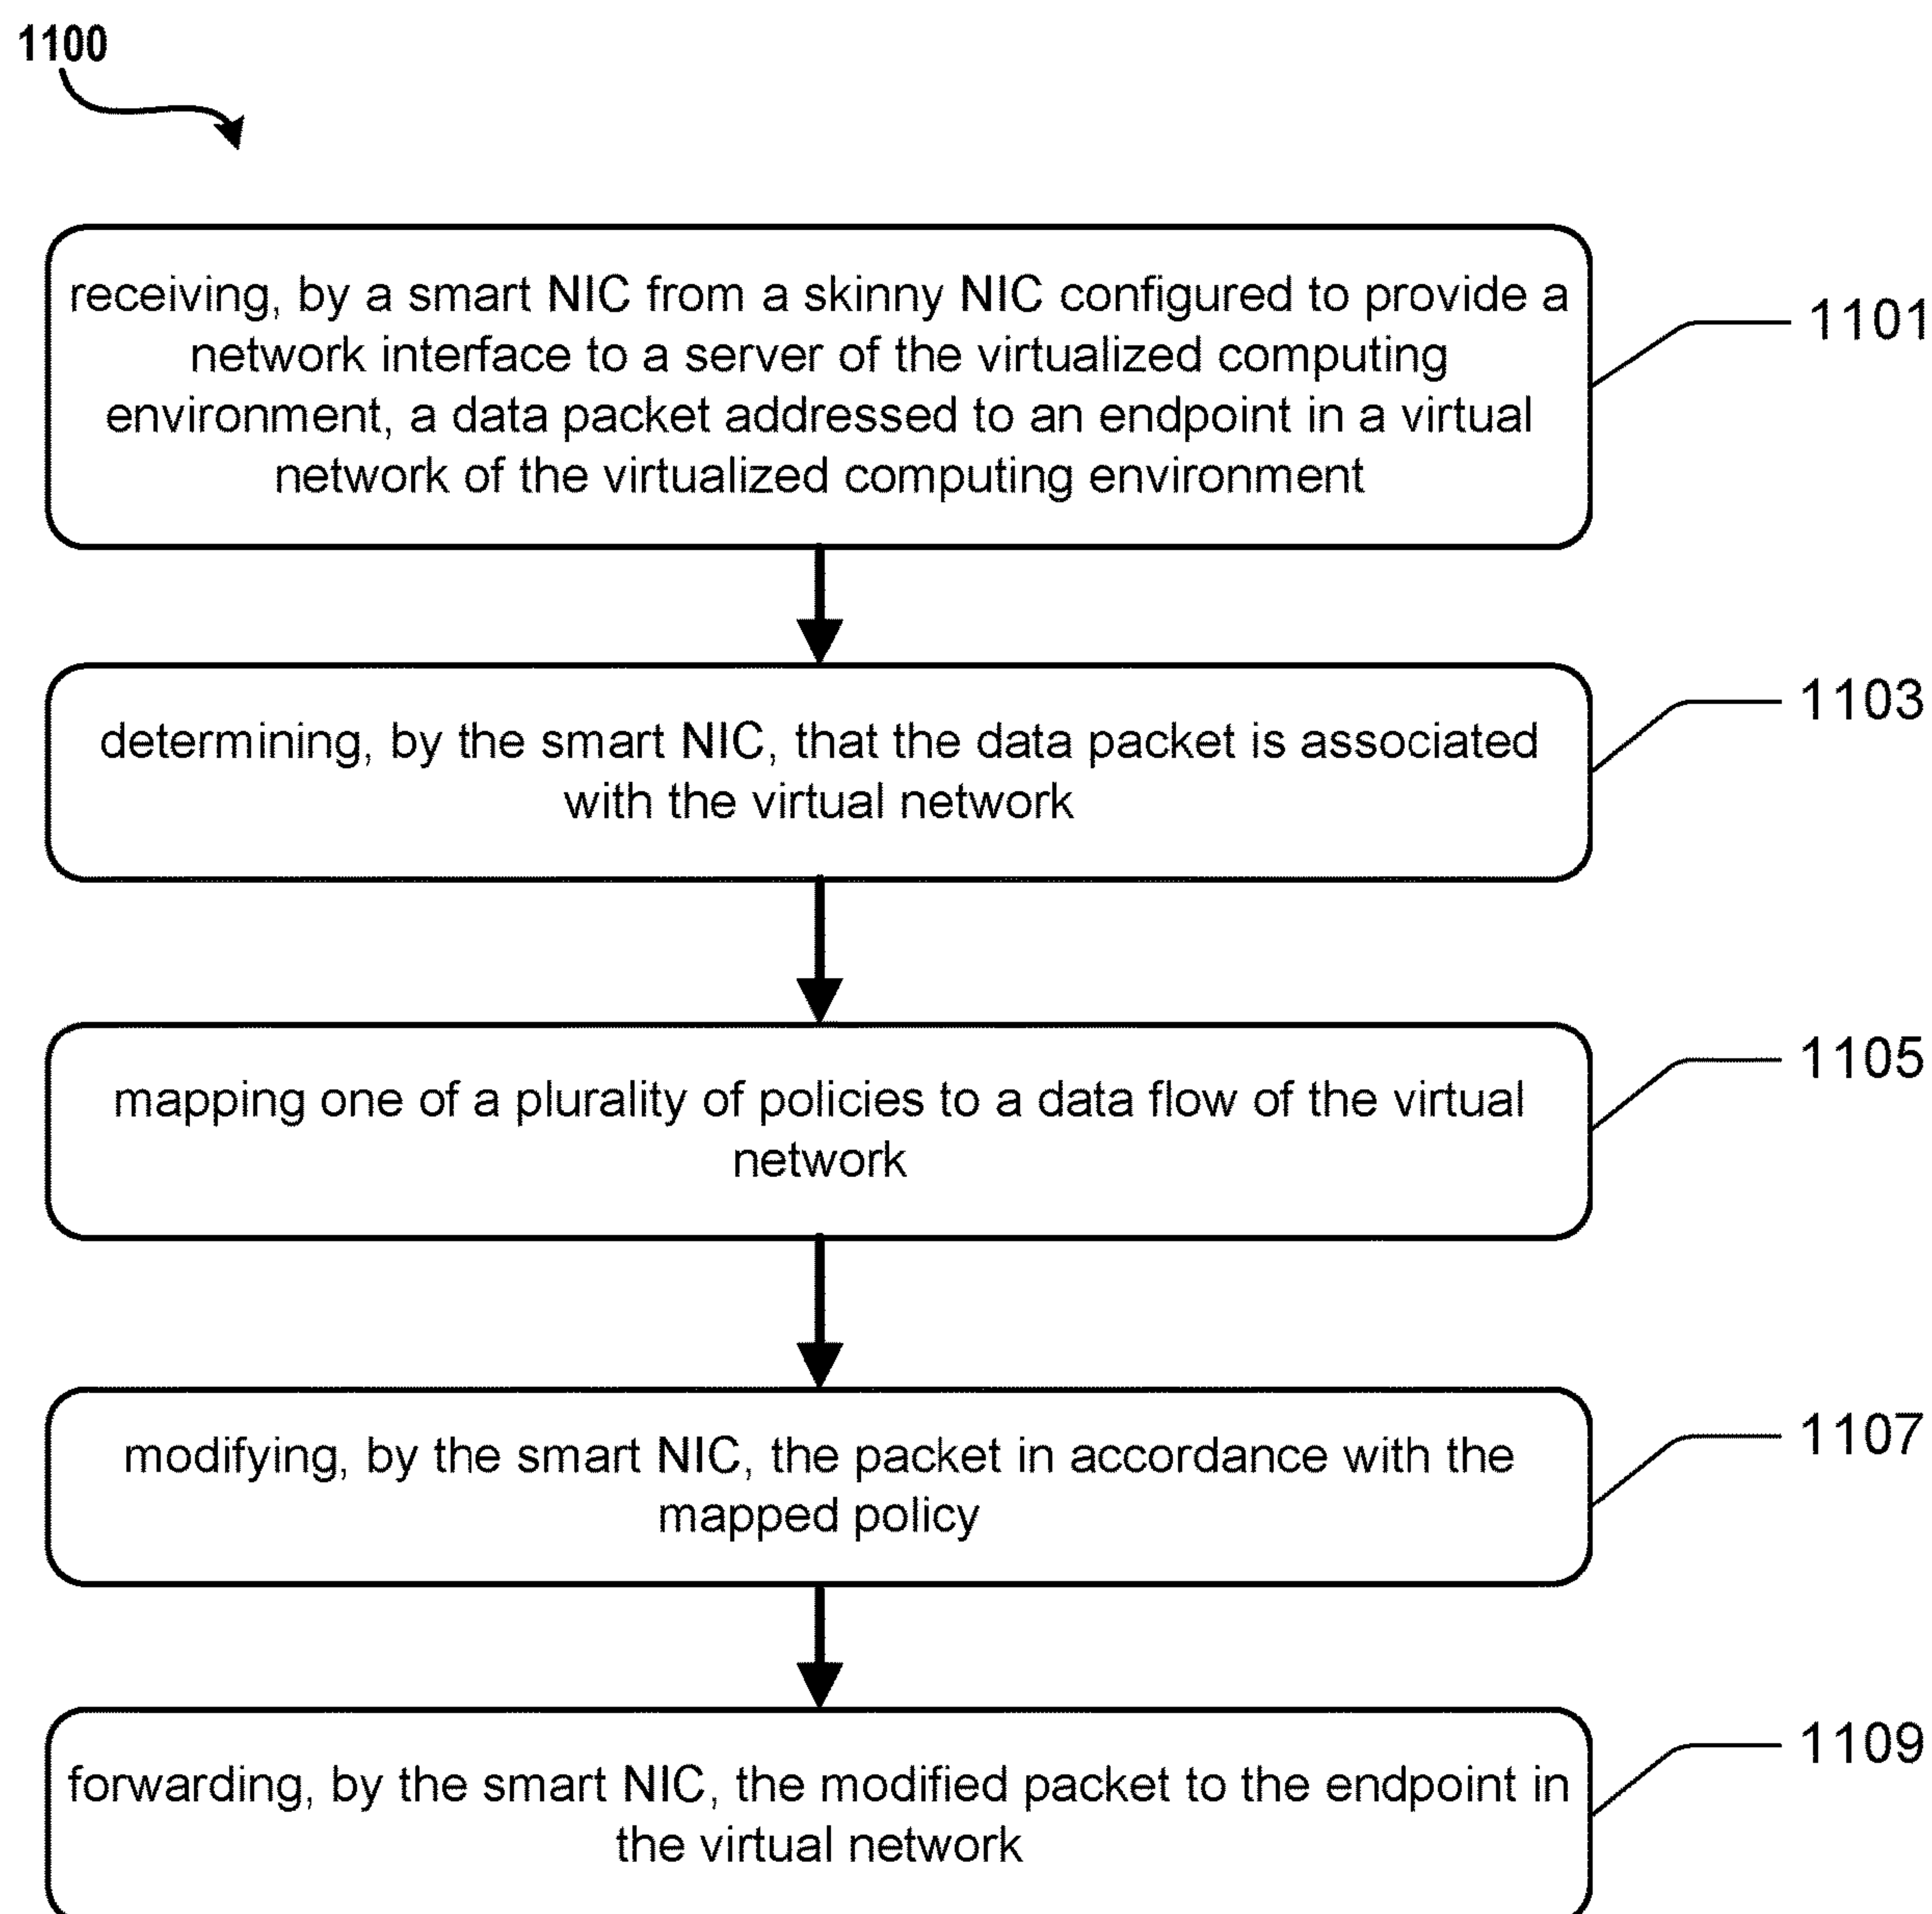 1100
receiving, by a smart NIC from a skinny NIC configured to provide a
network interface to a server of the virtualized computing
environment, a data packet addressed to an endpoint in a virtual
network of the virtualized computing environment
1101
determining, by the smart NIC, that the data packet is associated
with the virtual network
1103
mapping one of a plurality of policies to a data flow of the virtual
network
1105
modifying, by the smart NIC, the packet in accordance with the
mapped policy
1107
forwarding, by the smart NIC, the modified packet to the endpoint in
the virtual network
1109